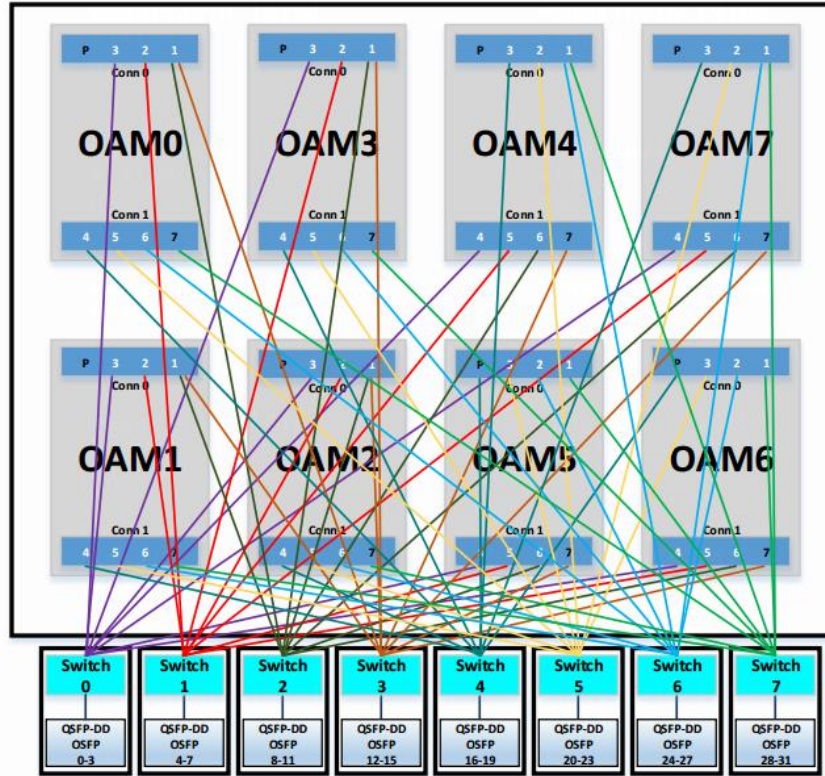 P 3 2 1 P 3 2 1 P 3 2 1 P 3 2 1
Conn 0 Conn 0 Conn 0 Conn 0
OAM0 OAM3 OAM4 OAM7
Conn 1 Conn 1 Conn 1 Conn 1
4 5 6 7 4 5 6 7 4 5 6 7 4 5 6 7
P 3 2 1 P 3 1 P 2 1 P 3 2 1
Conn 0 Conn 0 Conn 0 Conn 0
OAM1 OAM2 OAM5 OAM6
Conn 1 Conn 1 Conn 1 Conn 1
4 5 6 7 4 6 7 5 6 7 4 5 6 7
Switch Switch Switch Switch Switch Switch Switch Switch
0 1 2 3 4 5 6 7
QSFP-DD QSFP-DD QSFP-DD QSFP-DD QSFP-DD QSFP-DD QSFP-DD QSFP-DD
OSFP OSFP OSFP OSFP OSFP OSFP OSFP OSFP
0-3 4-7 8-11 12-15 16-19 20-23 24-27 28-31